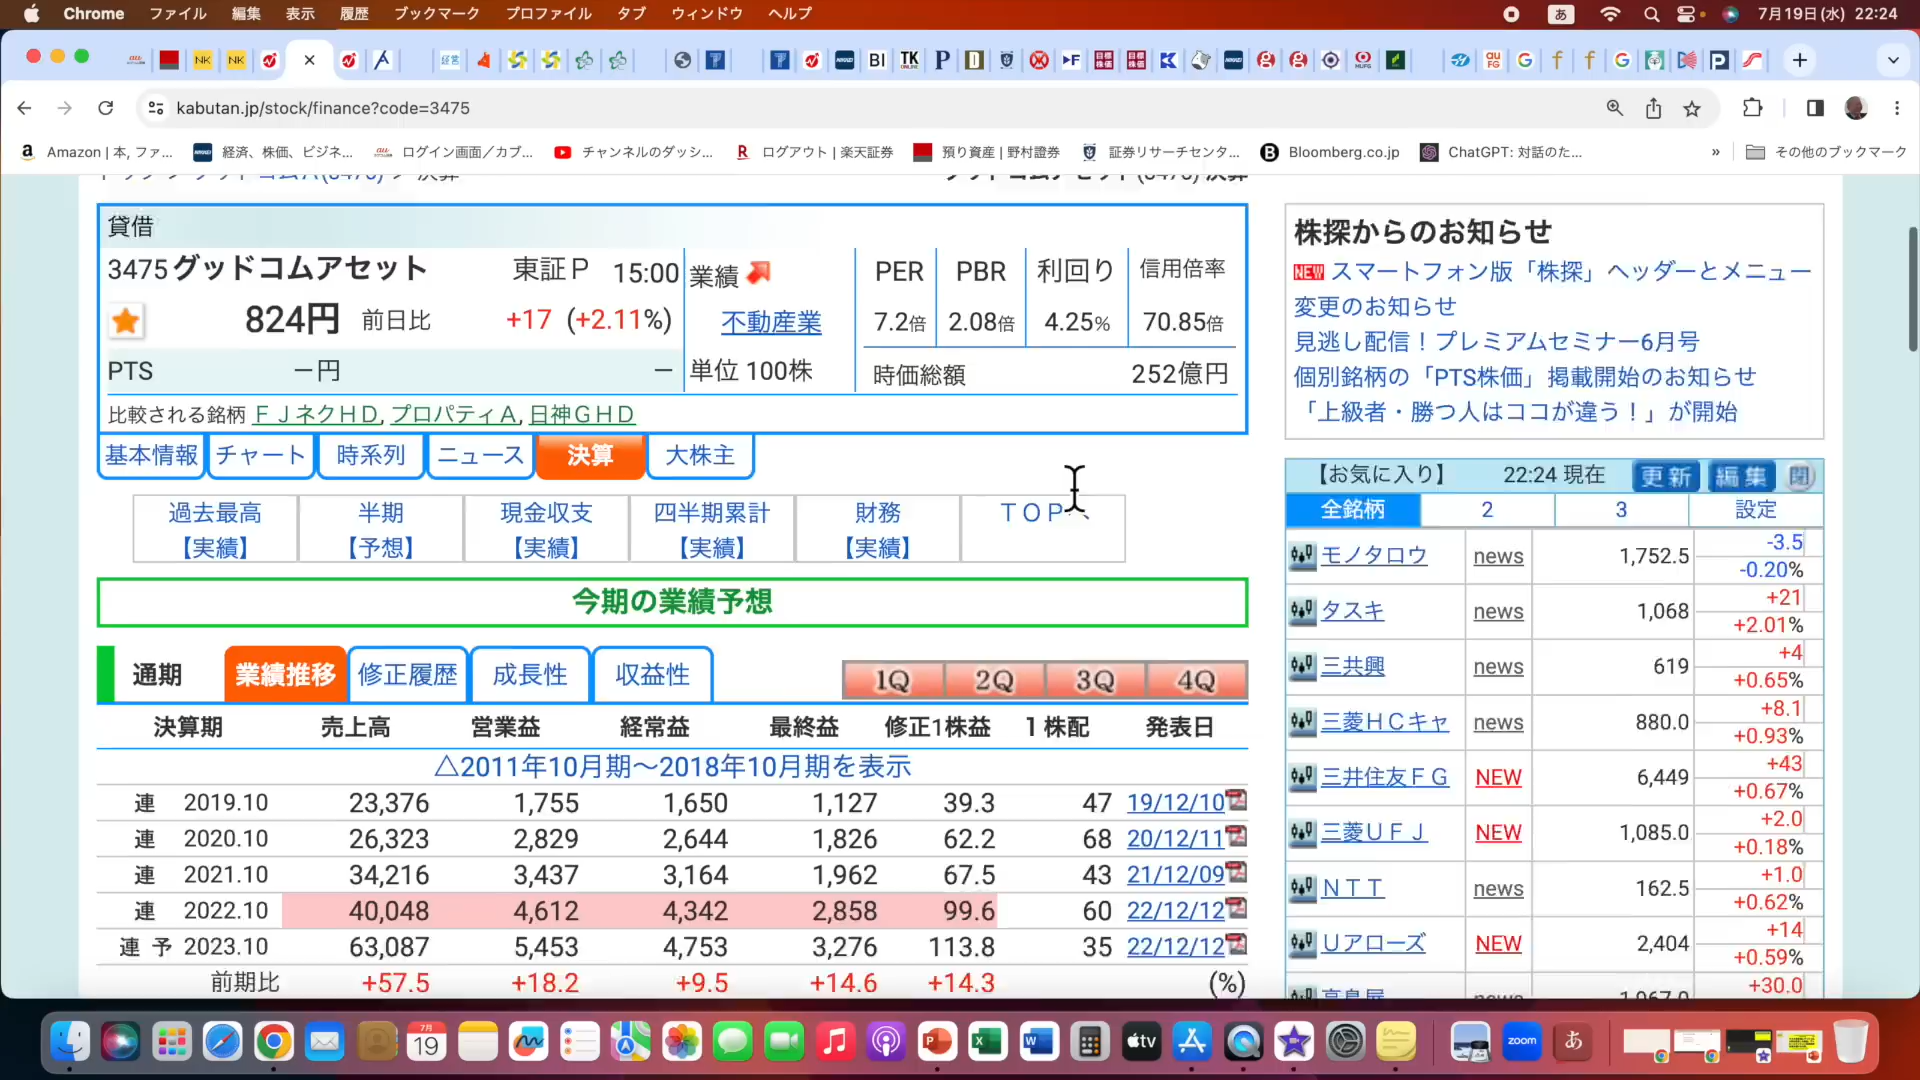 Chrome ファイル 編集 表示 履歴 ブックマーク プロファイル タブ ウィンドウ ヘルプ あ 7月19日(水) 22:24
kabutan.jp/stock/finance?code=3475
Amazon | 本, ファ... 経済、株価、ビジネ... ログイン画面／カブ... チャンネルのダッシ... ログアウト | 楽天証券 預り資産 | 野村證券 証券リサーチセンタ... Bloomberg.co.jp ChatGPT: 対話のた... » その他のブックマーク
貸借
3475 グッドコムアセット 東証Ｐ 15:00
824円 前日比 +17 (+2.11%)
PTS －円 －
業績
不動産業
単位 100株
PER PBR 利回り 信用倍率
7.2倍 2.08倍 4.25% 70.85倍
時価総額 252億円
比較される銘柄 ＦＪネクＨＤ, プロパティＡ, 日神ＧＨＤ
基本情報 チャート 時系列 ニュース 決算 大株主
過去最高 半期 現金収支 四半期累計 財務 ＴＯＰへ
【実績】 【予想】 【実績】 【実績】 【実績】
今期の業績予想
通期 業績推移 修正履歴 成長性 収益性 1Q 2Q 3Q 4Q
決算期 売上高 営業益 経常益 最終益 修正1株益 １株配 発表日
△2011年10月期～2018年10月期を表示
連 2019.10 23,376 1,755 1,650 1,127 39.3 47 19/12/10
連 2020.10 26,323 2,829 2,644 1,826 62.2 68 20/12/11
連 2021.10 34,216 3,437 3,164 1,962 67.5 43 21/12/09
連 2022.10 40,048 4,612 4,342 2,858 99.6 60 22/12/12
連 予 2023.10 63,087 5,453 4,753 3,276 113.8 35 22/12/12
前期比 +57.5 +18.2 +9.5 +14.6 +14.3 (%)
株探からのお知らせ
NEW スマートフォン版「株探」ヘッダーとメニュー
変更のお知らせ
見逃し配信！プレミアムセミナー6月号
個別銘柄の「PTS株価」掲載開始のお知らせ
「上級者・勝つ人はココが違う！」が開始
【お気に入り】 22:24 現在 更新 編集 閉
全銘柄 2 3 設定
モノタロウ news 1,752.5 -3.5
-0.20%
タスキ news 1,068 +21
+2.01%
三共興 news 619 +4
+0.65%
三菱ＨＣキャ news 880.0 +8.1
+0.93%
三井住友ＦＧ NEW 6,449 +43
+0.67%
三菱ＵＦＪ NEW 1,085.0 +2.0
+0.18%
ＮＴＴ news 162.5 +1.0
+0.62%
Ｕアローズ NEW 2,404 +14
+0.59%
+30.0
7月
19
tv
zoom
あ